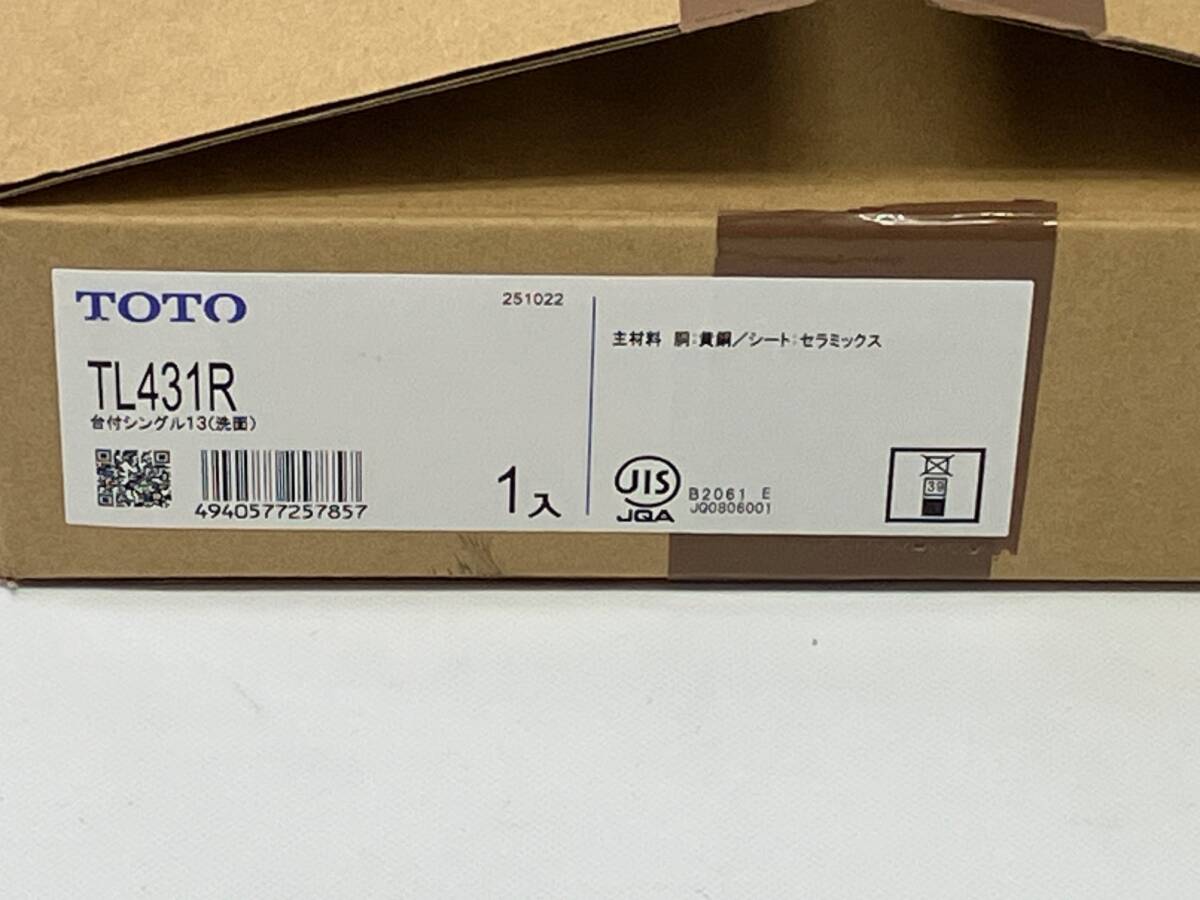 TOTO
251022
TL431R
台付シングル13(洗面)
4940577257857
1入
主材料 胴:黄銅/シート:セラミックス
JIS
JQA
B2061 E
JQ0806001
39